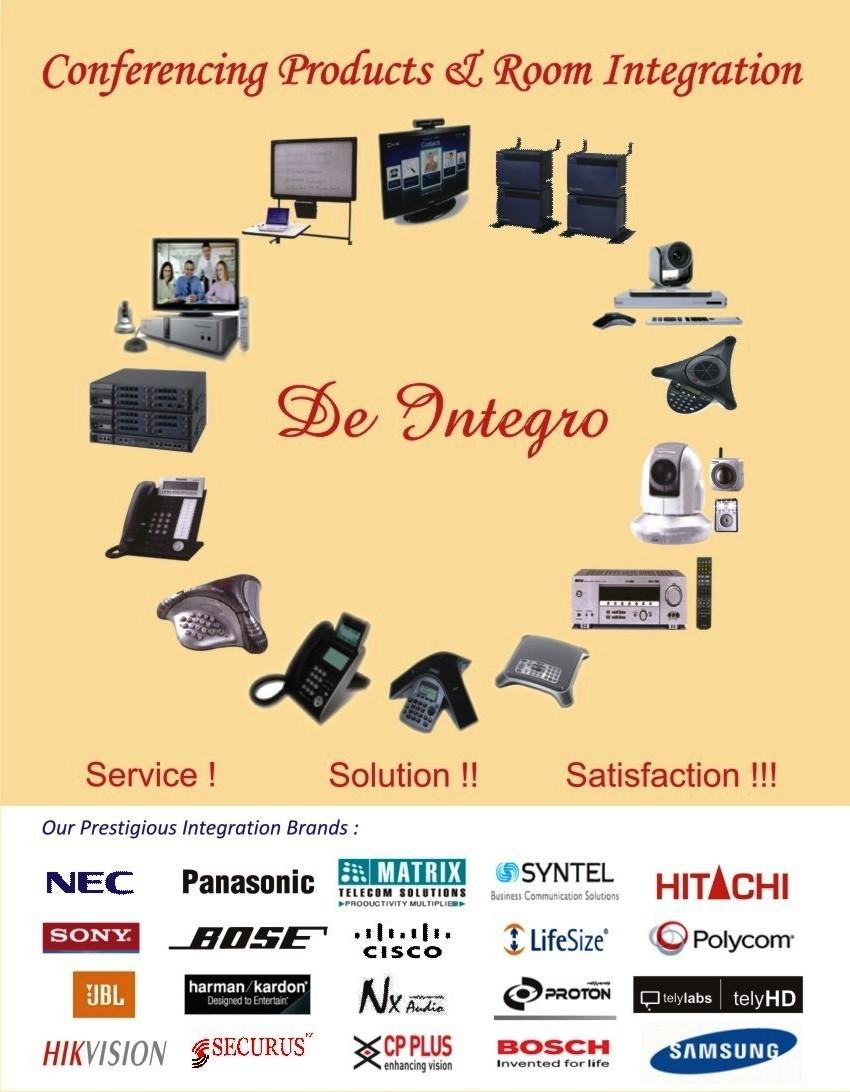 Conferencing Products & Room Integration
Contacts
De Integro
Service ! Solution !! Satisfaction !!!
Our Prestigious Integration Brands :
NEC Panasonic MATRIX SYNTEL HITACHI
TELECOM SOLUTIONS Business Communication Solutions
PRODUCTIVITY MULTIPLIED
SONY. BOSE CISCO LifeSize® Polycom®
JBL harman/kardon® Nx Audio PROTON telylabs telyHD
Designed to Entertain™
HIKVISION SECURUS CP PLUS BOSCH SAMSUNG
enhancing vision Invented for life